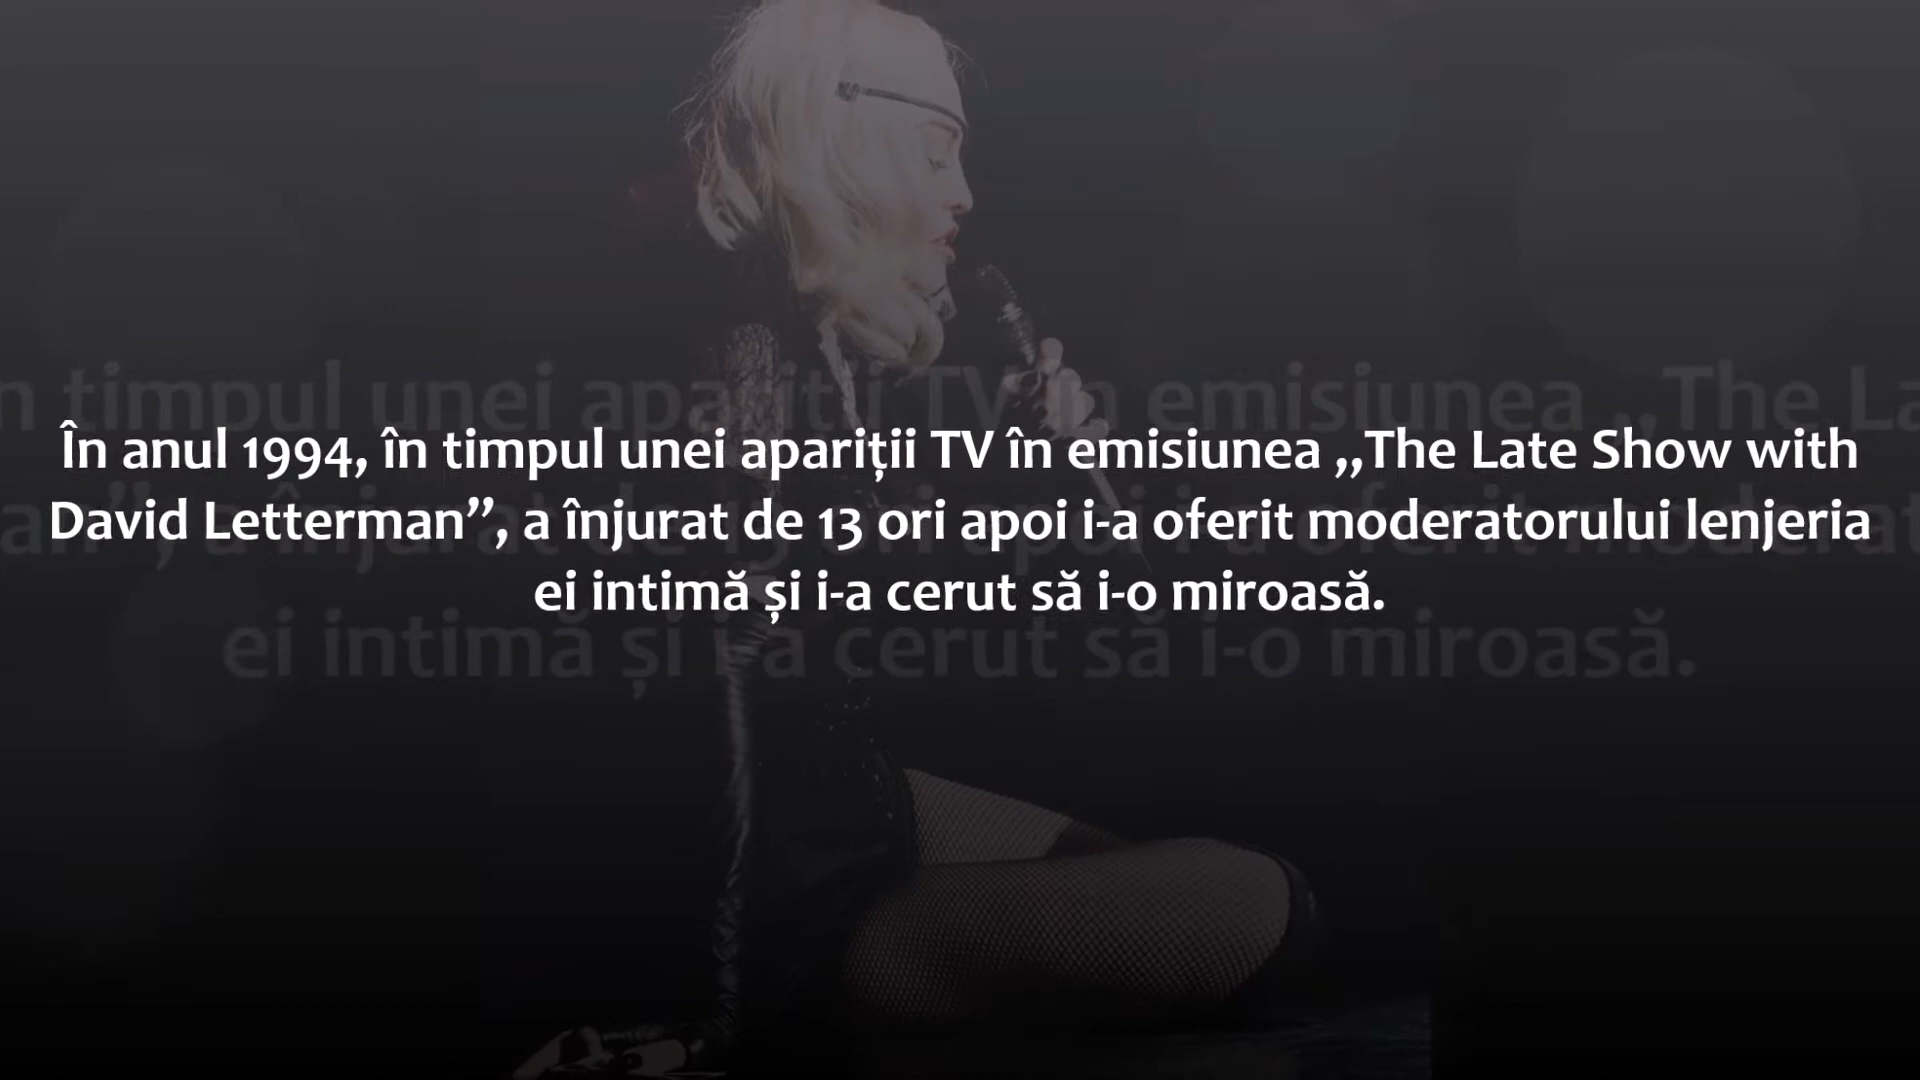 În anul 1994, în timpul unei apariții TV în emisiunea ,,The Late Show with
David Letterman”, a înjurat de 13 ori apoi i-a oferit moderatorului lenjeria
ei intimă și i-a cerut să i-o miroasă.